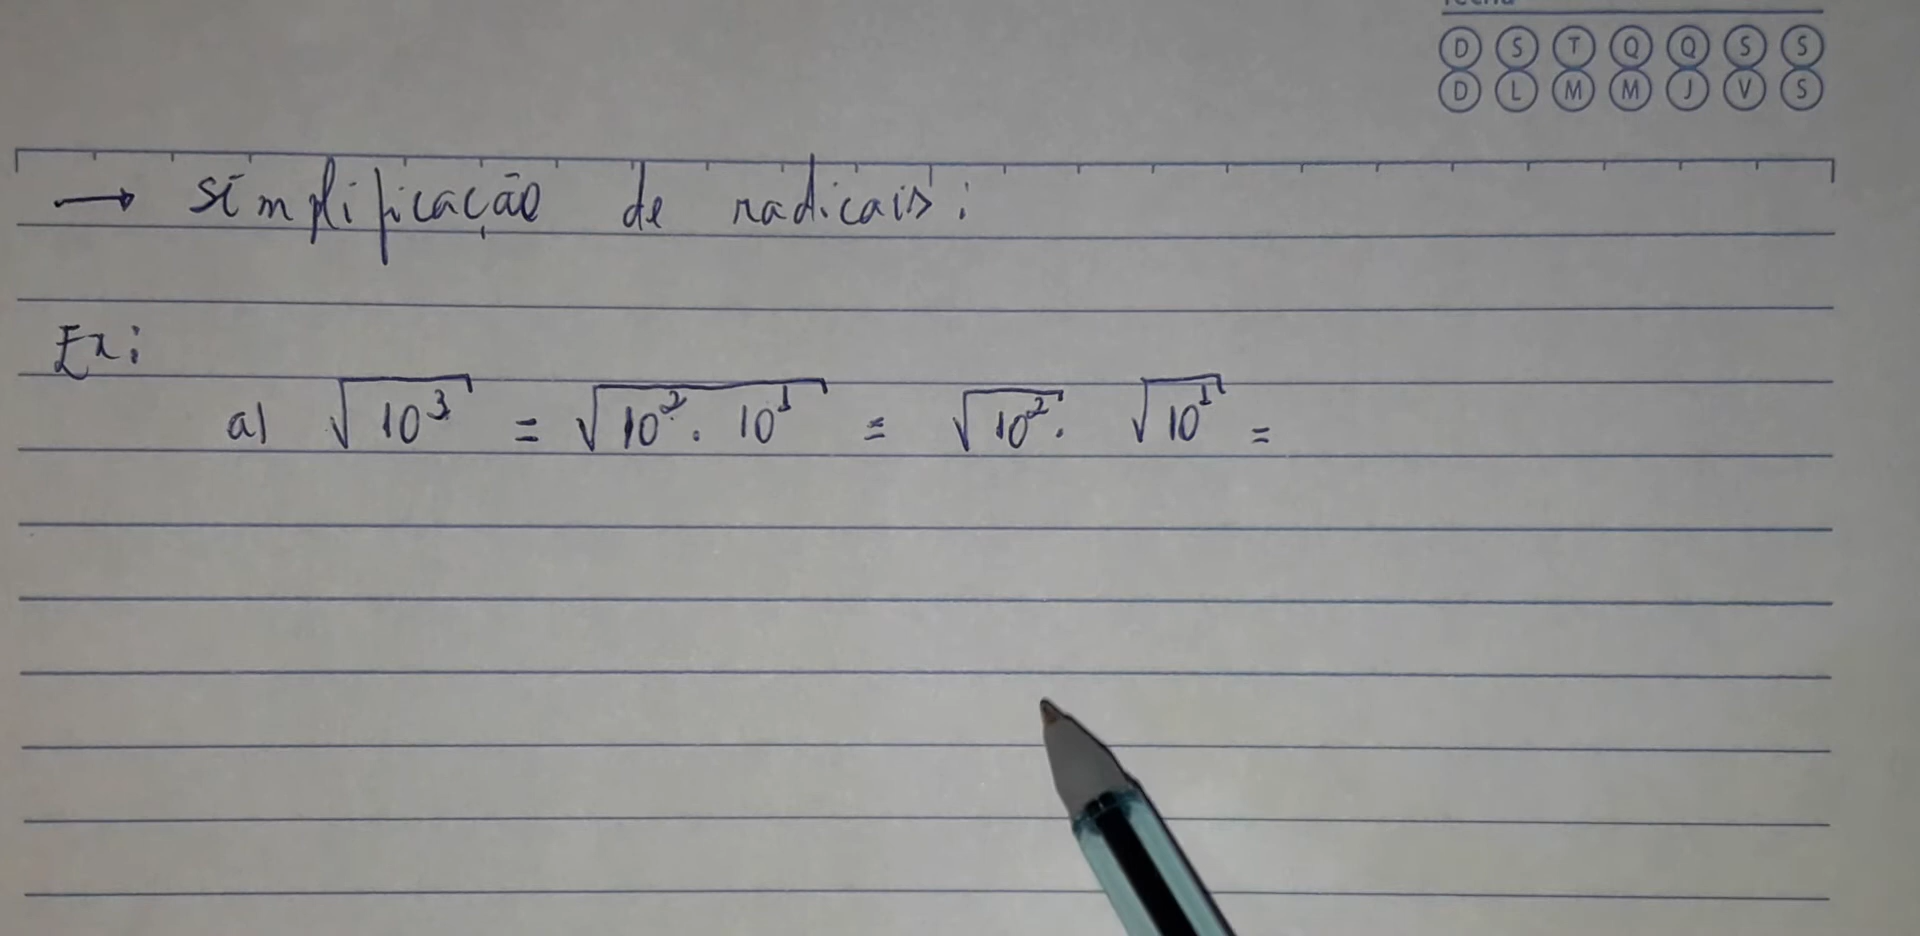 D S T Q Q S S
D L M M J V S
→ simplificação de radicais:
Ex:
a) √10³ = √10² . 10¹ = √10² . √10¹ =